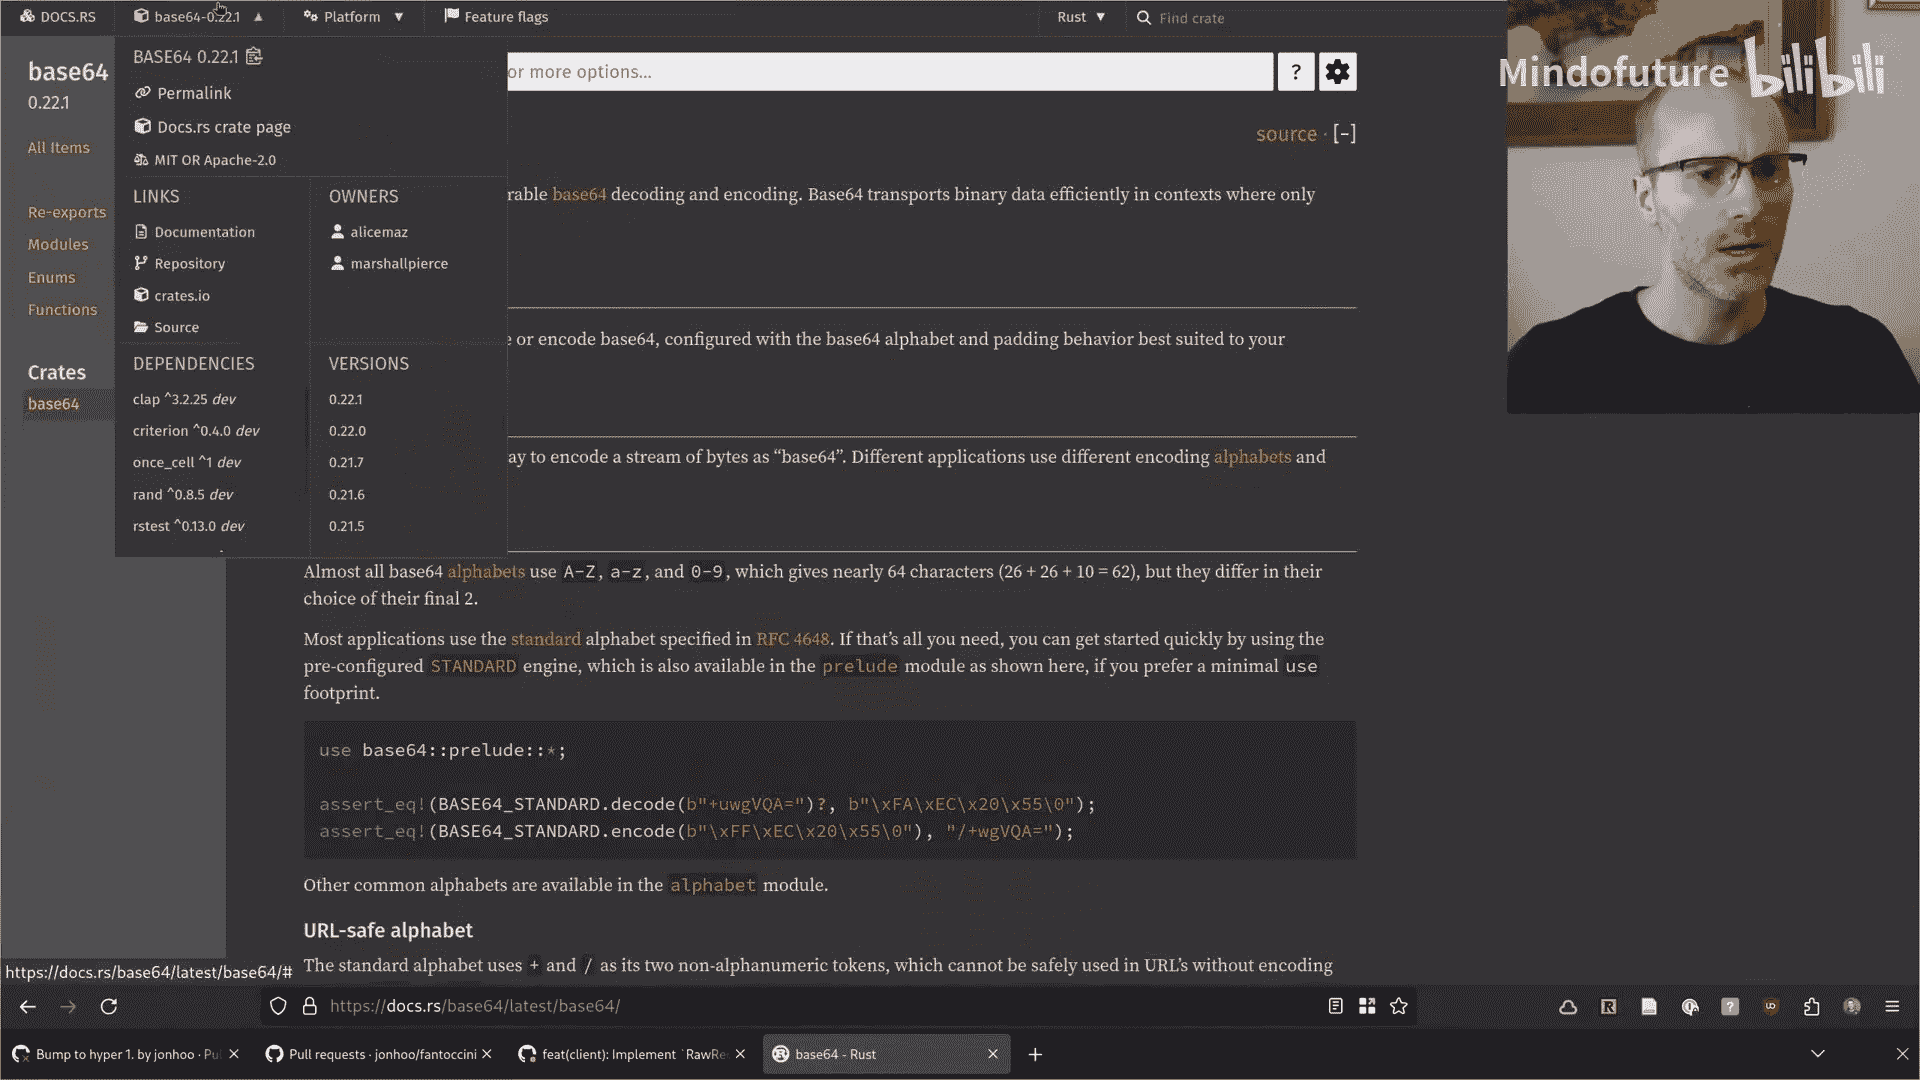 DOCS.RS
base64-0.22.1
Platform
Feature flags
Rust
Find crate
Mindofuture bilibili
base64
0.22.1
All Items
Re-exports
Modules
Enums
Functions
Crates
base64
BASE64 0.22.1
Permalink
Docs.rs crate page
MIT OR Apache-2.0
LINKS
Documentation
Repository
crates.io
Source
OWNERS
alicemaz
marshallpierce
DEPENDENCIES
clap ^3.2.25 dev
criterion ^0.4.0 dev
once_cell ^1 dev
rand ^0.8.5 dev
rstest ^0.13.0 dev
VERSIONS
0.22.1
0.22.0
0.21.7
0.21.6
0.21.5
or more options...
?
source · [-]
base64 decoding and encoding. Base64 transports binary data efficiently in contexts where only
or encode base64, configured with the base64 alphabet and padding behavior best suited to your
to encode a stream of bytes as “base64”. Different applications use different encoding alphabets and
Almost all base64 alphabets use A-Z, a-z, and 0-9, which gives nearly 64 characters (26 + 26 + 10 = 62), but they differ in their
choice of their final 2.
Most applications use the standard alphabet specified in RFC 4648. If that’s all you need, you can get started quickly by using the
pre-configured STANDARD engine, which is also available in the prelude module as shown here, if you prefer a minimal use
footprint.
use base64::prelude::*;
assert_eq!(BASE64_STANDARD.decode(b"+uwgVQA=")?, b"\xFA\xEC\x20\x55\0");
assert_eq!(BASE64_STANDARD.encode(b"\xFF\xEC\x20\x55\0"), "/+wgVQA=");
Other common alphabets are available in the alphabet module.
URL-safe alphabet
The standard alphabet uses + and / as its two non-alphanumeric tokens, which cannot be safely used in URL’s without encoding
https://docs.rs/base64/latest/base64/#
https://docs.rs/base64/latest/base64/
Bump to hyper 1. by jonhoo · Pu
Pull requests · jonhoo/fantoccini
feat(client): Implement `RawRe
base64 - Rust